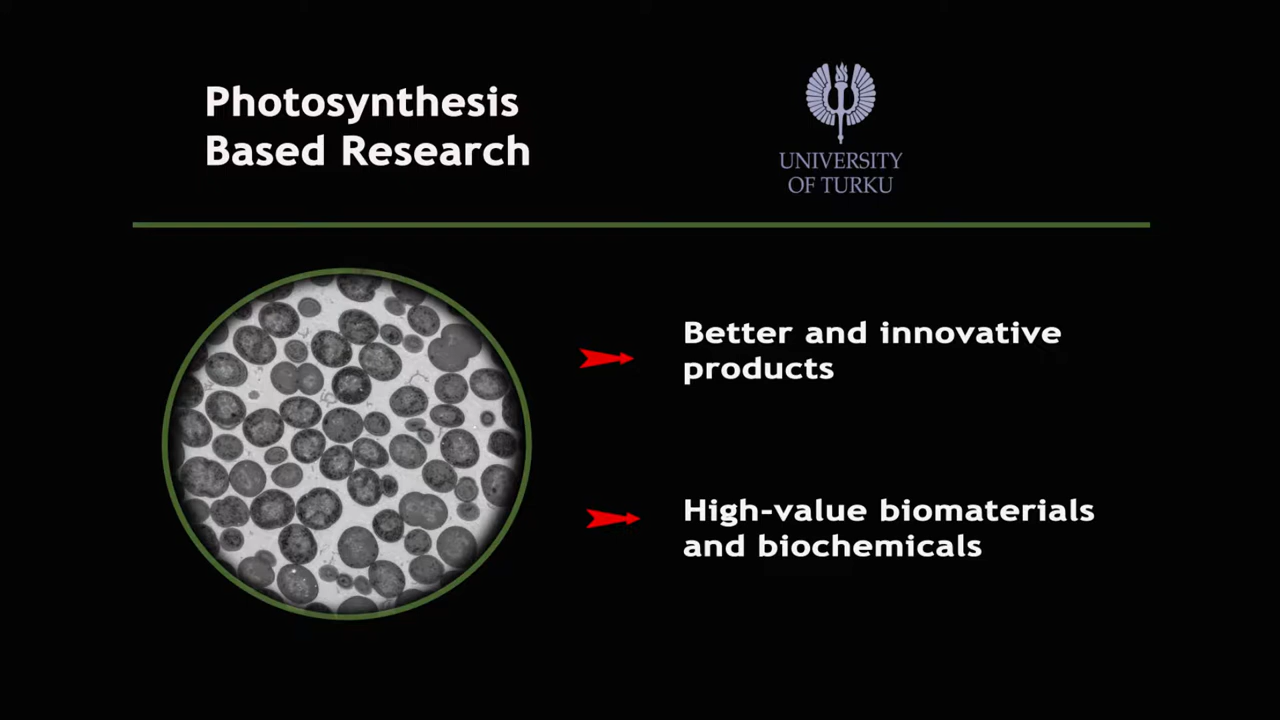 Photosynthesis
Based Research
UNIVERSITY
OF TURKU
Better and innovative
products
High-value biomaterials
and biochemicals